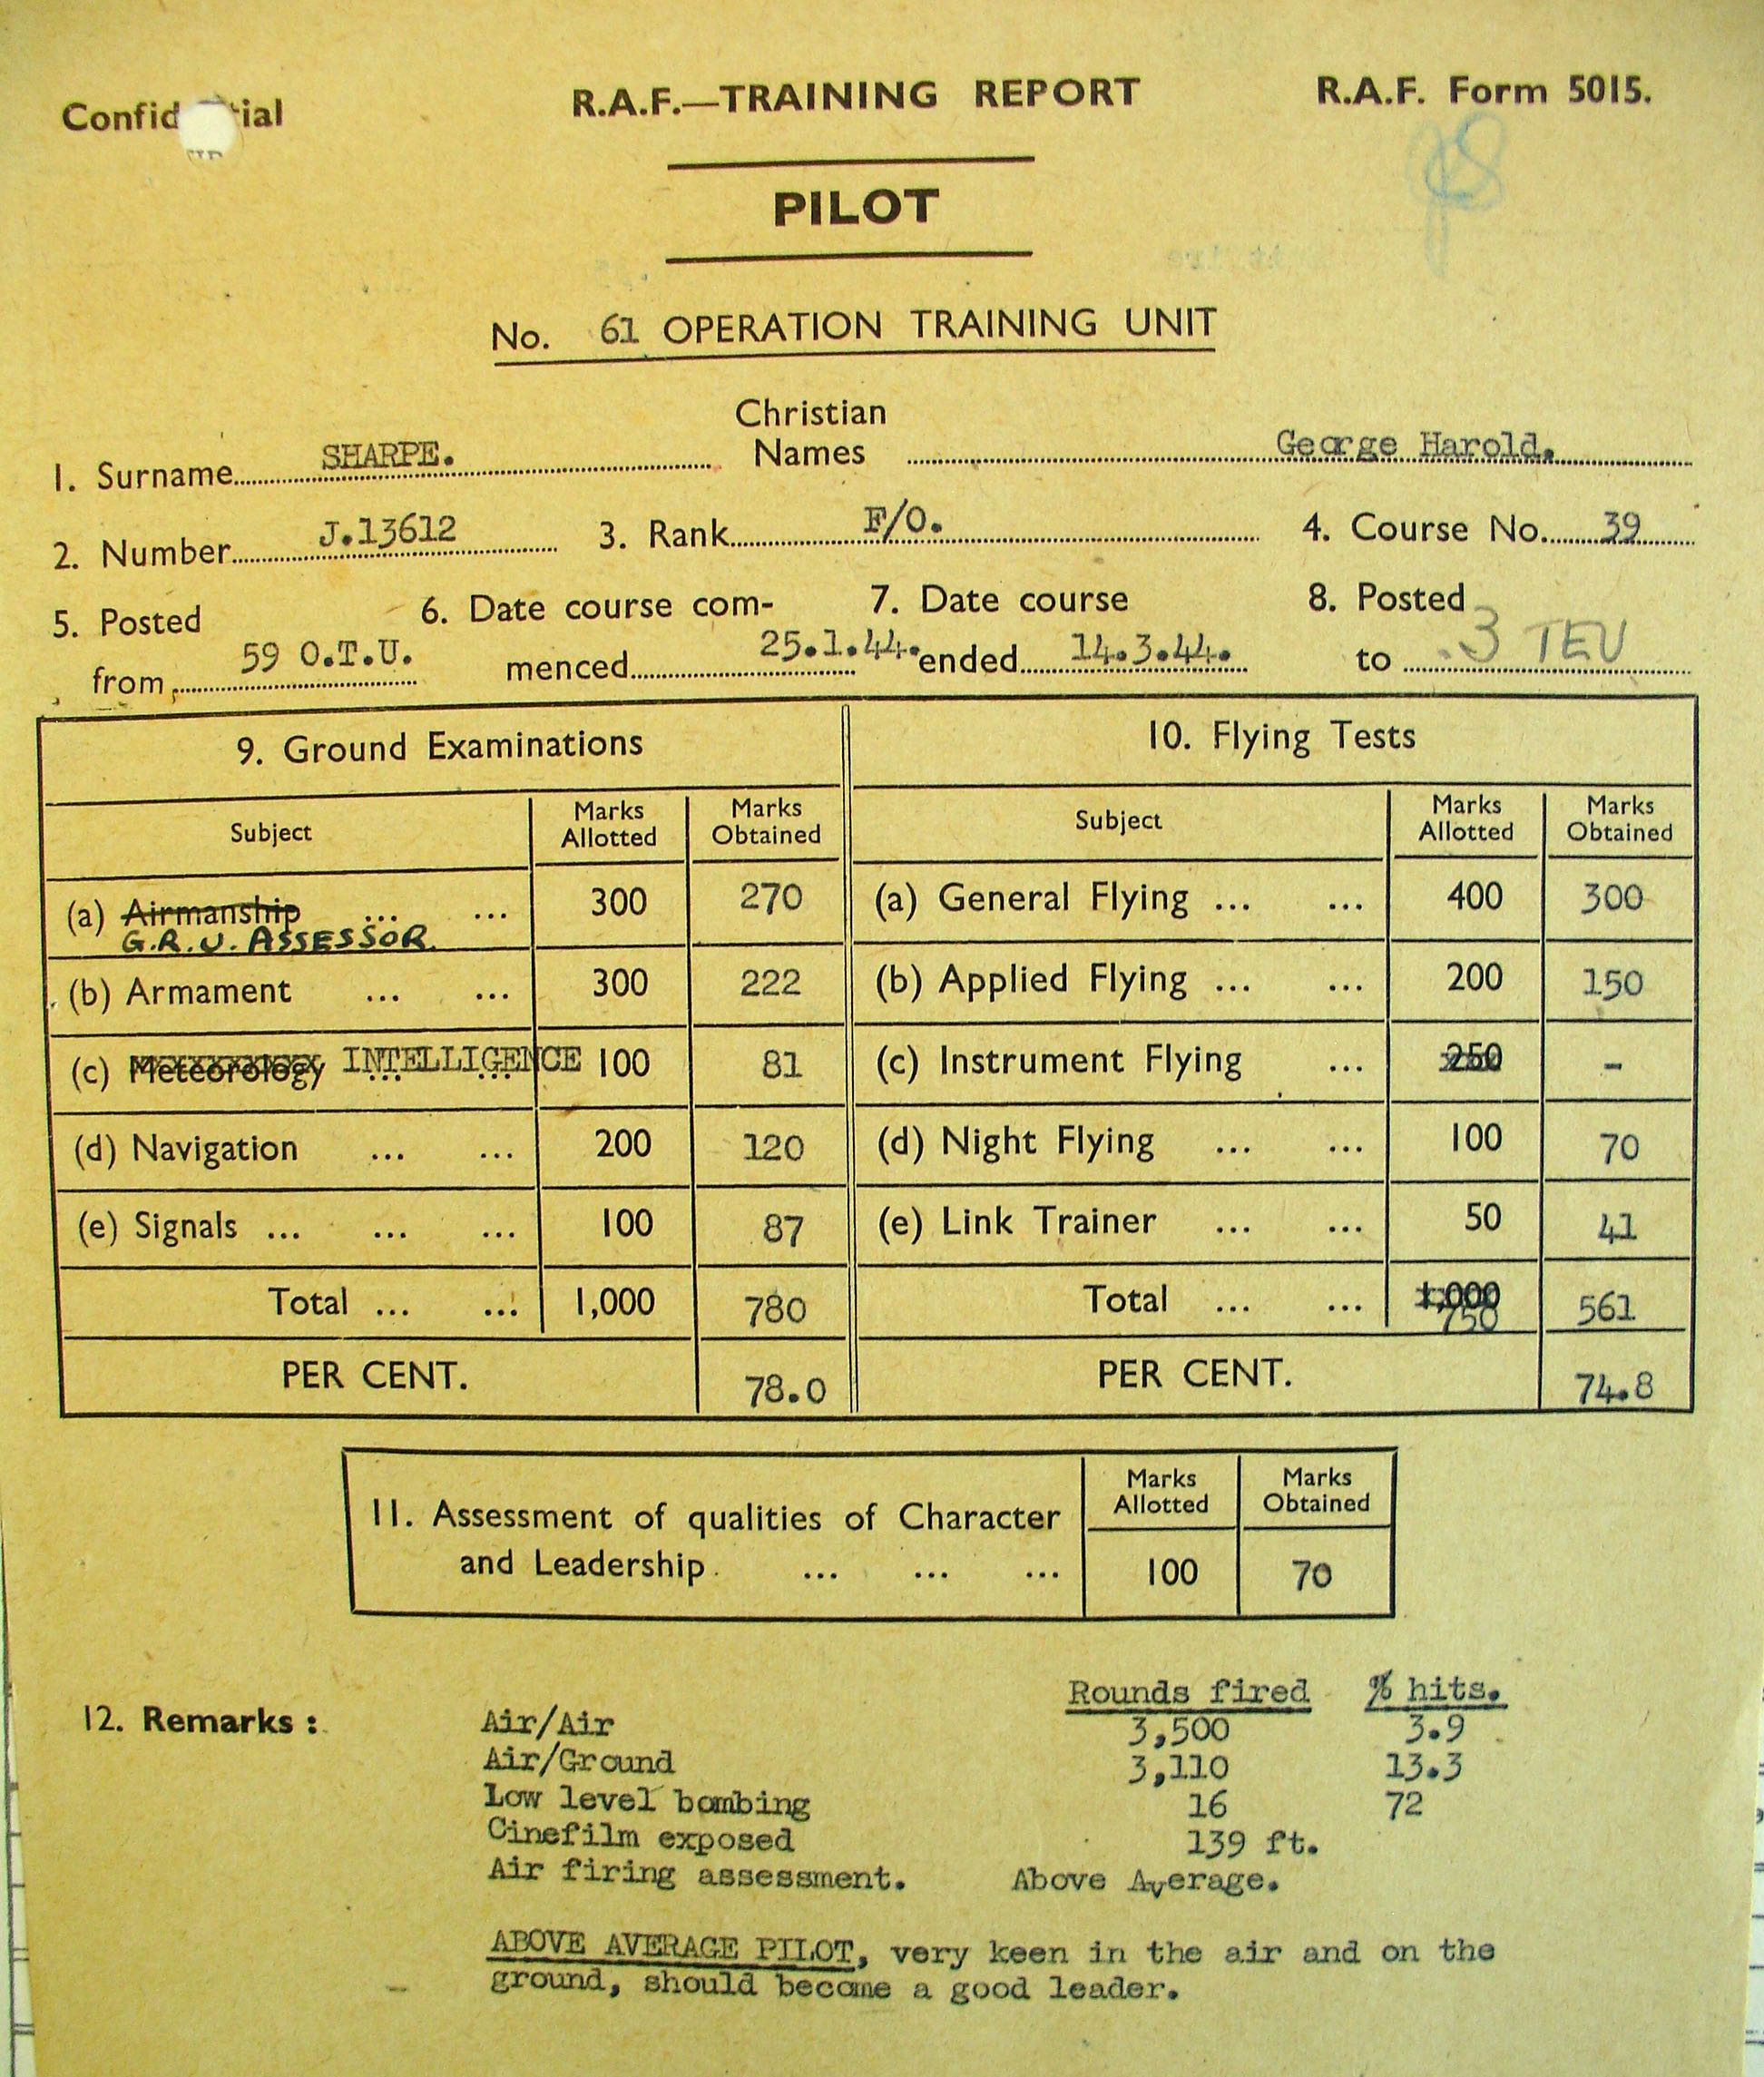 Confid tial R.A.F.—TRAINING REPORT R.A.F. Form 5015.
PILOT
No. 61 OPERATION TRAINING UNIT
1. Surname SHARPE. Christian Names George Harold.
2. Number J.13612 3. Rank F/O. 4. Course No. 39
5. Posted 6. Date course com- 7. Date course 8. Posted
from 59 O.T.U. menced 25.1.44. ended 14.3.44. to 3 TEU
9. Ground Examinations 10. Flying Tests
Subject Marks Allotted Marks Obtained Subject Marks Allotted Marks Obtained
(a) Airmanship ... ... 300 270 (a) General Flying ... ... 400 300
G.R.U. ASSESSOR
(b) Armament ... ... 300 222 (b) Applied Flying ... ... 200 150
(c) Meteorology INTELLIGENCE ... ... 100 81 (c) Instrument Flying ... 250 -
(d) Navigation ... ... 200 120 (d) Night Flying ... ... 100 70
(e) Signals ... ... ... 100 87 (e) Link Trainer ... ... 50 41
Total ... ... 1,000 780 Total ... ... 1,000 750 561
PER CENT. 78.0 PER CENT. 74.8
11. Assessment of qualities of Character Marks Allotted Marks Obtained
and Leadership ... ... ... 100 70
Rounds fired % hits.
12. Remarks : Air/Air 3,500 3.9
Air/Ground 3,110 13.3
Low level bombing 16 72
Cinefilm exposed 139 ft.
Air firing assessment. Above Average.
ABOVE AVERAGE PILOT, very keen in the air and on the
ground, should become a good leader.